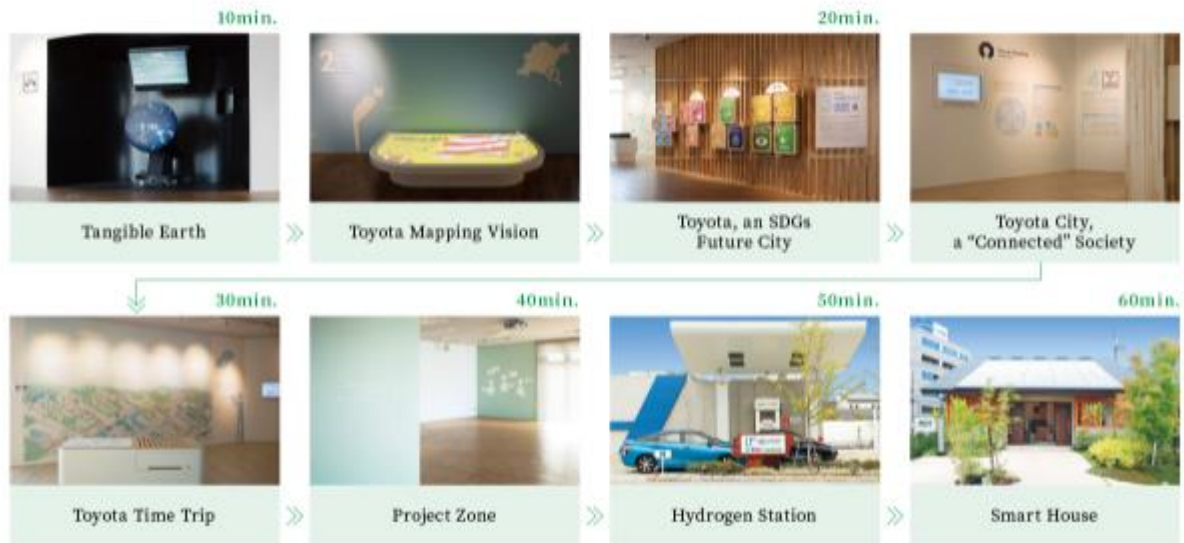 10min.
20min.
2
Tangible Earth
Toyota Mapping Vision
Toyota, an SDGs
Future City
Toyota City,
a “Connected” Society
30min.
40min.
50min.
60min.
Toyota Time Trip
Project Zone
Hydrogen Station
Smart House